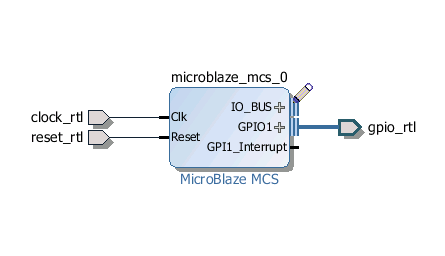 microblaze_mcs_0
clock_rtl
Clk
IO_BUS
GPIO1
gpio_rtl
reset_rtl
Reset
GPI1_Interrupt
MicroBlaze MCS